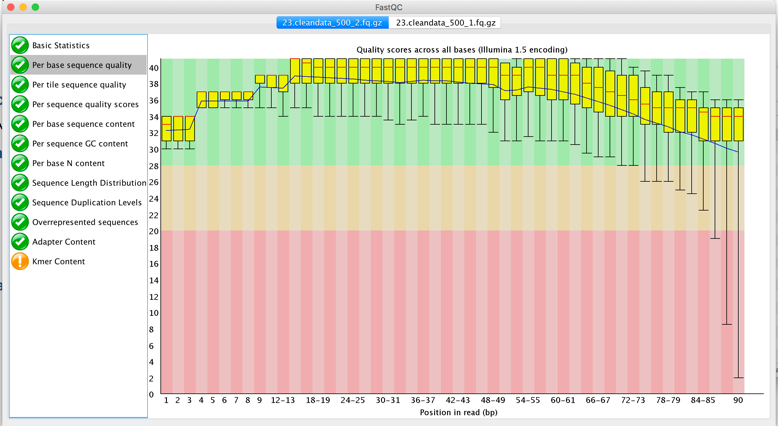 FastQC
23.cleandata_500_2.fq.gz 23.cleandata_500_1.fq.gz
Basic Statistics
Per base sequence quality
Per tile sequence quality
Per sequence quality scores
Per base sequence content
Per sequence GC content
Per base N content
Sequence Length Distribution
Sequence Duplication Levels
Overrepresented sequences
Adapter Content
Kmer Content
Quality scores across all bases (Illumina 1.5 encoding)
40
38
36
34
32
30
28
26
24
22
20
18
16
14
12
10
8
6
4
2
0
1 2 3 4 5 6 7 8 9 12-13 18-19 24-25 30-31 36-37 42-43 48-49 54-55 60-61 66-67 72-73 78-79 84-85 90
Position in read (bp)